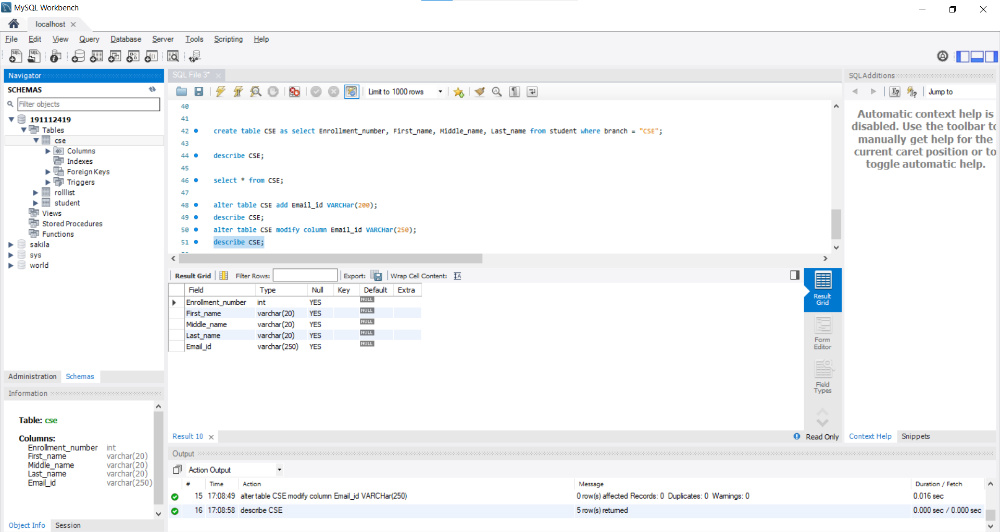 MySQL Workbench
localhost
File Edit View Query Database Server Tools Scripting Help
Navigator
SCHEMAS
Filter objects
191112419
Tables
cse
Columns
Indexes
Foreign Keys
Triggers
rolllist
student
Views
Stored Procedures
Functions
sakila
sys
world
Administration Schemas
Information
Table: cse
Columns:
Enrollment_number int
First_name varchar(20)
Middle_name varchar(20)
Last_name varchar(20)
Email_id varchar(250)
Object Info Session
SQL File 3*
Limit to 1000 rows
40
41
42 create table CSE as select Enrollment_number, First_name, Middle_name, Last_name from student where branch = "CSE";
43
44 describe CSE;
45
46 select * from CSE;
47
48 alter table CSE add Email_id VARCHar(200);
49 describe CSE;
50 alter table CSE modify column Email_id VARCHar(250);
51 describe CSE;
Result Grid Filter Rows: Export: Wrap Cell Content:
Field Type Null Key Default Extra
Enrollment_number int YES NULL
First_name varchar(20) YES NULL
Middle_name varchar(20) YES NULL
Last_name varchar(20) YES NULL
Email_id varchar(250) YES NULL
Result
Grid
Form
Editor
Field
Types
Result 10
Read Only
Output
Action Output
# Time Action Message Duration / Fetch
15 17:08:49 alter table CSE modify column Email_id VARCHar(250) 0 row(s) affected Records: 0 Duplicates: 0 Warnings: 0 0.016 sec
16 17:08:58 describe CSE 5 row(s) returned 0.000 sec / 0.000 sec
SQLAdditions
Jump to
Automatic context help is
disabled. Use the toolbar to
manually get help for the
current caret position or to
toggle automatic help.
Context Help Snippets